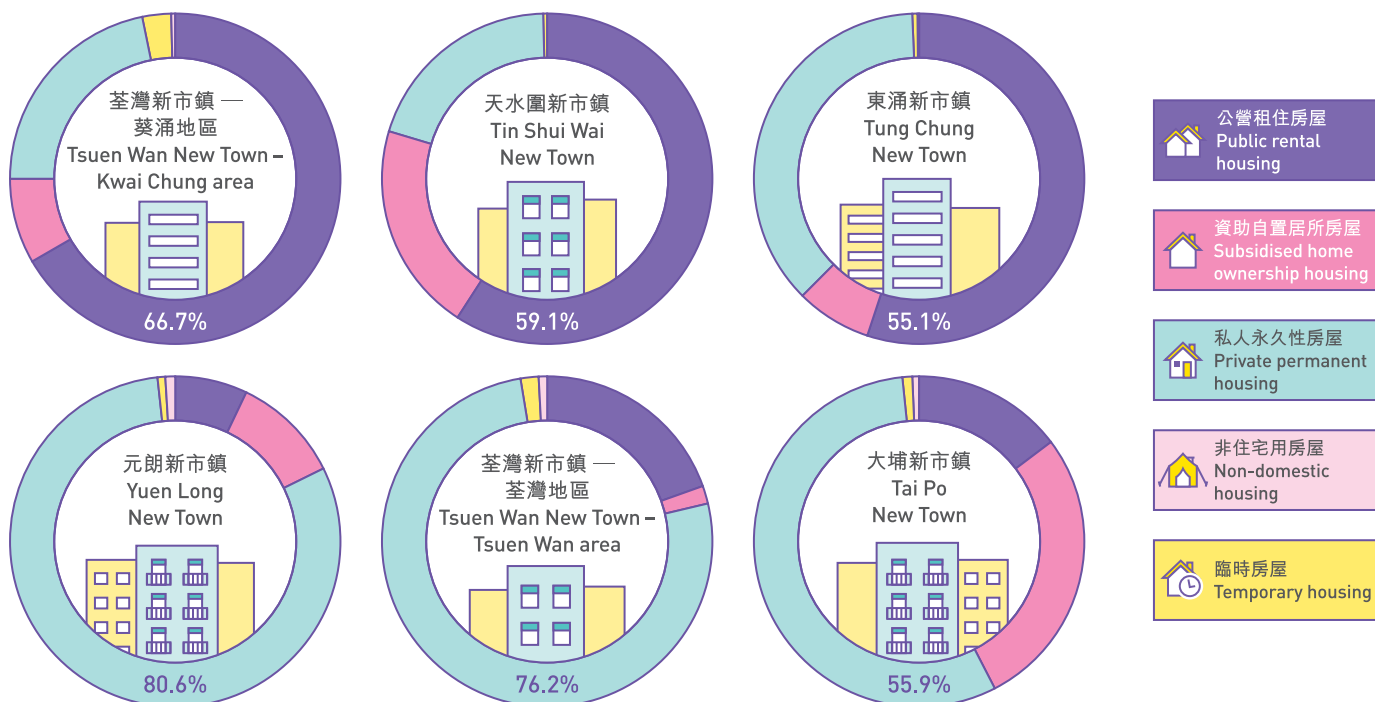 荃灣新市鎮 —
葵涌地區
Tsuen Wan New Town –
Kwai Chung area
66.7%
天水圍新市鎮
Tin Shui Wai
New Town
59.1%
東涌新市鎮
Tung Chung
New Town
55.1%
元朗新市鎮
Yuen Long
New Town
80.6%
荃灣新市鎮 —
荃灣地區
Tsuen Wan New Town –
Tsuen Wan area
76.2%
大埔新市鎮
Tai Po
New Town
55.9%
公營租住房屋
Public rental
housing
資助自置居所房屋
Subsidised home
ownership housing
私人永久性房屋
Private permanent
housing
非住宅用房屋
Non-domestic
housing
臨時房屋
Temporary housing